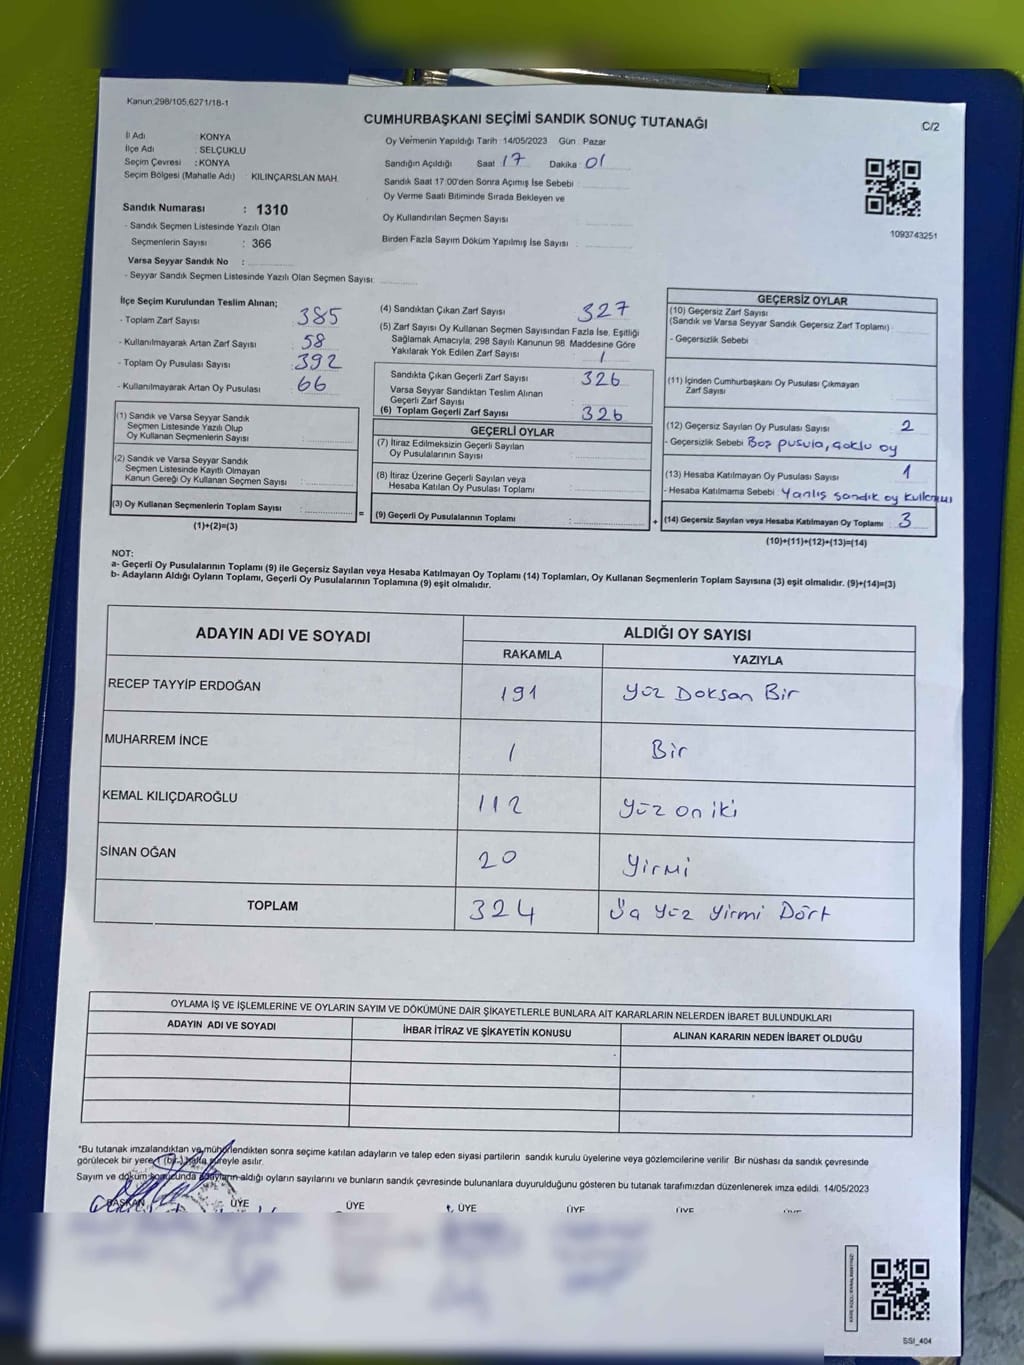 Kanun;298/105,6271/18-1
CUMHURBAŞKANI SEÇİMİ SANDIK SONUÇ TUTANAĞI
C/2
İl Adı KONYA
İlçe Adı : SELÇUKLU
Seçim Çevresi : KONYA
Seçim Bölgesi (Mahalle Adı) : KILINÇARSLAN MAH.
Oy Vermenin Yapıldığı Tarih :14/05/2023 Gün : Pazar
Sandığın Açıldığı Saat : 17 Dakika : 01
Sandık Saat 17:00'den Sonra Açımış İse Sebebi :
Oy Verme Saati Bitiminde Sırada Bekleyen ve
Oy Kullandırılan Seçmen Sayısı
Birden Fazla Sayım Döküm Yapılmış İse Sayısı :
1093743251
Sandık Numarası : 1310
- Sandık Seçmen Listesinde Yazılı Olan
Seçmenlerin Sayısı : 366
Varsa Seyyar Sandık No :
- Seyyar Sandık Seçmen Listesinde Yazılı Olan Seçmen Sayısı:
İlçe Seçim Kurulundan Teslim Alınan;
- Toplam Zarf Sayısı : 385
- Kullanılmayarak Artan Zarf Sayısı : 58
- Toplam Oy Pusulası Sayısı : 392
- Kullanılmayarak Artan Oy Pusulası : 66
(1) Sandık ve Varsa Seyyar Sandık
Seçmen Listesinde Yazılı Olup
Oy Kullanan Seçmenlerin Sayısı :
(2) Sandık ve Varsa Seyyar Sandık
Seçmen Listesinde Kayıtlı Olmayan
Kanun Gereği Oy Kullanan Seçmen Sayısı :
(3) Oy Kullanan Seçmenlerin Toplam Sayısı :
(1)+(2)=(3)
(4) Sandıktan Çıkan Zarf Sayısı : 327
(5) Zarf Sayısı Oy Kullanan Seçmen Sayısından Fazla İse, Eşitliği
Sağlamak Amacıyla; 298 Sayılı Kanunun 98. Maddesine Göre
Yakılarak Yok Edilen Zarf Sayısı : 1
Sandıkta Çıkan Geçerli Zarf Sayısı : 326
Varsa Seyyar Sandıktan Teslim Alınan
Geçerli Zarf Sayısı :
(6) Toplam Geçerli Zarf Sayısı : 326
GEÇERLİ OYLAR
(7) İtiraz Edilmeksizin Geçerli Sayılan
Oy Pusulalarının Sayısı :
(8) İtiraz Üzerine Geçerli Sayılan veya
Hesaba Katılan Oy Pusulası Toplamı :
=
(9) Geçerli Oy Pusulalarının Toplamı :
+
GEÇERSİZ OYLAR
(10) Geçersiz Zarf Sayısı
(Sandık ve Varsa Seyyar Sandık Geçersiz Zarf Toplamı)
- Geçersizlik Sebebi
(11) İçinden Cumhurbaşkanı Oy Pusulası Çıkmayan
Zarf Sayısı
(12) Geçersiz Sayılan Oy Pusulası Sayısı : 2
- Geçersizlik Sebebi Boş pusula, Çoklu oy
(13) Hesaba Katılmayan Oy Pusulası Sayısı 1
- Hesaba Katılmama Sebebi : Yanlış sandık oy
(14) Geçersiz Sayılan veya Hesaba Katılmayan Oy Toplamı : 3
(10)+(11)+(12)+(13)=(14)
NOT:
a- Geçerli Oy Pusulalarının Toplamı (9) ile Geçersiz Sayılan veya Hesaba Katılmayan Oy Toplamı (14) Toplamları, Oy Kullanan Seçmenlerin Toplam Sayısına (3) eşit olmalıdır. (9)+(14)=(3)
b- Adayların Aldığı Oyların Toplamı, Geçerli Oy Pusulalarının Toplamına (9) eşit olmalıdır.
ADAYIN ADI VE SOYADI ALDIĞI OY SAYISI
RAKAMLA YAZIYLA
RECEP TAYYİP ERDOĞAN 191 Yüz Doksan Bir
MUHARREM İNCE 1 Bir
KEMAL KILIÇDAROĞLU 112 Yüz on iki
SİNAN OĞAN 20 Yirmi
TOPLAM 324 Yüz Yirmi Dört
OYLAMA İŞ VE İŞLEMLERİNE VE OYLARIN SAYIM VE DÖKÜMÜNE DAİR ŞİKAYETLERLE BUNLARA AİT KARARLARIN NELERDEN İBARET BULUNDUKLARI
ADAYIN ADI VE SOYADI İHBAR İTİRAZ VE ŞİKAYETİN KONUSU ALINAN KARARIN NEDEN İBARET OLDUĞU
*Bu tutanak imzalandıktan ve mühürlendikten sonra seçime katılan adayların ve talep eden siyasi partilerin sandık kurulu üyelerine veya gözlemcilerine verilir. Bir nüshası da sandık çevresinde
görülecek bir yere 1 (bir) hafta süreyle asılır.
Sayım ve döküm sonucunda adayların aldığı oyların sayılarını ve bunların sandık çevresinde bulunanlara duyurulduğunu gösteren bu tutanak tarafımızdan düzenlenerek imza edildi. 14/05/2023
BAŞKAN ÜYE ÜYE ÜYE ÜYE ÜYE ÜYE
SSI_404